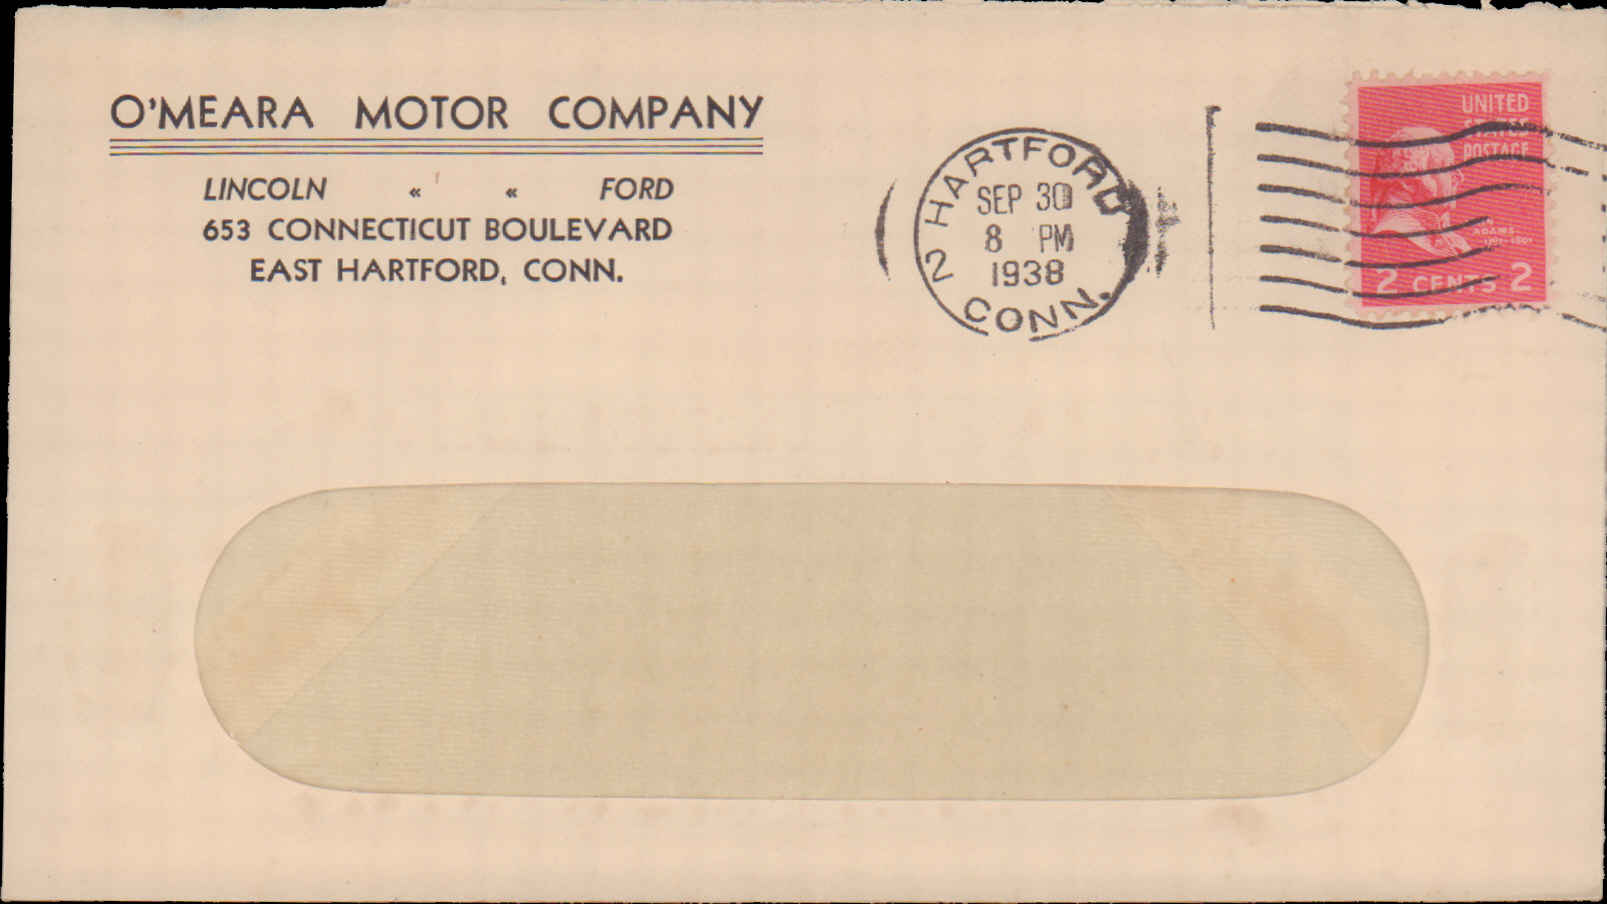 O'MEARA MOTOR COMPANY
LINCOLN « « FORD
653 CONNECTICUT BOULEVARD
EAST HARTFORD, CONN.
HARTFORD
SEP 30
8 PM
1938
2
CONN.
UNITED
STATES
POSTAGE
ADAMS
2 CENTS 2